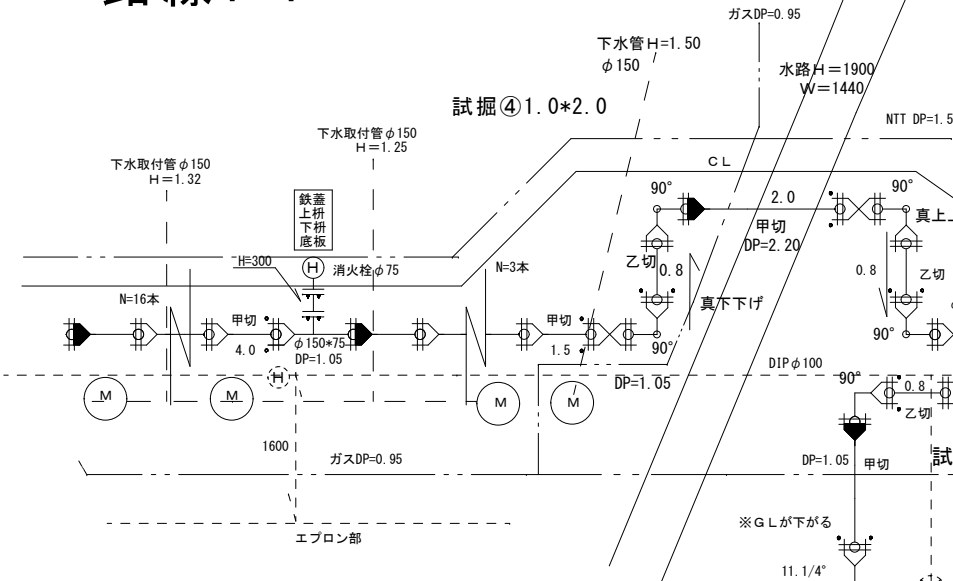 ガスDP=0.95
下水管H=1.50
φ150
水路H=1900
W=1440
試掘④1.0*2.0
NTT DP=1.5
下水取付管φ150
H=1.25
下水取付管φ150
H=1.32
CL
90°
2.0
90°
鉄蓋
上枡
下枡
底板
甲切
DP=2.20
真上
H=300
H
消火栓φ75
N=3本
乙切
0.8
0.8
乙切
N=16本
真下下げ
甲切
4.0
φ150*75
DP=1.05
甲切
1.5
90°
90°
DIPφ100
H
DP=1.05
90°
0.8
乙切
M
M
M
M
1600
ガスDP=0.95
DP=1.05
甲切
試
※GLが下がる
エプロン部
11.1/4°